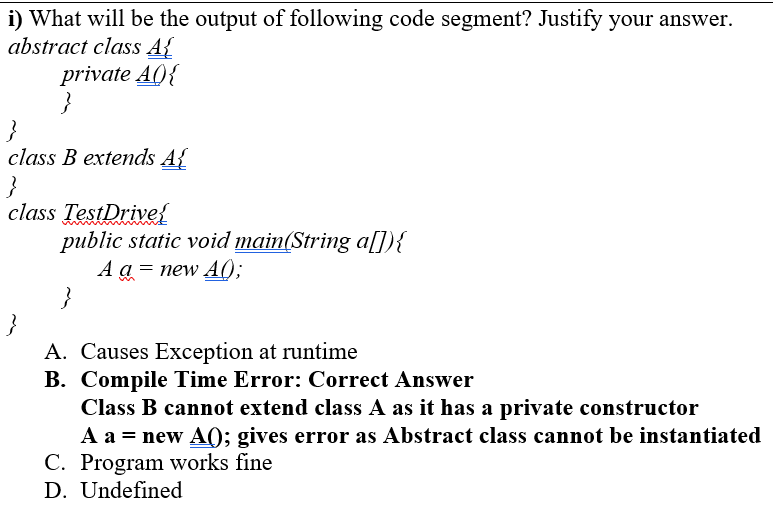 i) What will be the output of following code segment? Justify your answer.
abstract class A{
private A(){
}
}
class B extends A{
}
class TestDrive{
public static void main(String a[]){
A a = new A();
}
}
A. Causes Exception at runtime
B. Compile Time Error: Correct Answer
Class B cannot extend class A as it has a private constructor
A a = new A(); gives error as Abstract class cannot be instantiated
C. Program works fine
D. Undefined